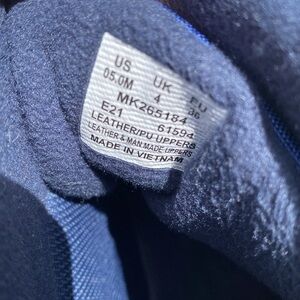 US UK EU
05.0M 4 36
MK265184
E21 61594
LEATHER/PU UPPERS
LEATHER & MAN MADE UPPERS
MADE IN VIETNAM